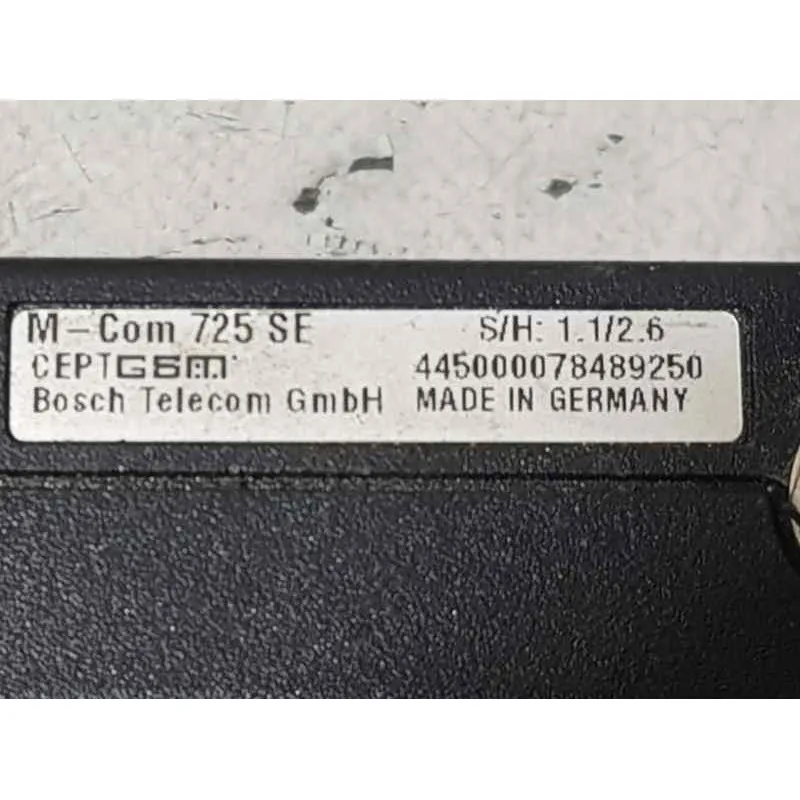 M-Com 725 SE S/H: 1.1/2.6
CEPT GSM 445000078489250
Bosch Telecom GmbH MADE IN GERMANY